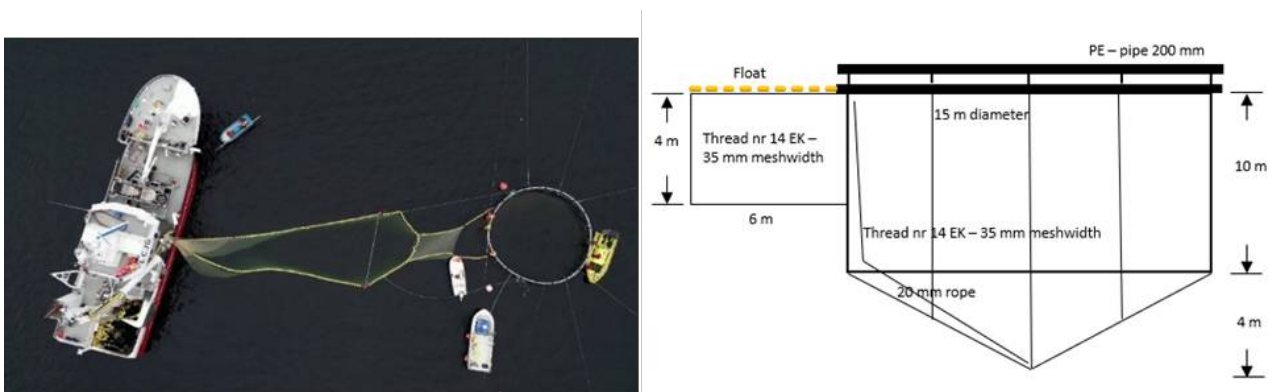 PE – pipe 200 mm
Float
15 m diameter
4 m
Thread nr 14 EK –
35 mm meshwidth
10 m
6 m
Thread nr 14 EK – 35 mm meshwidth
20 mm rope
4 m